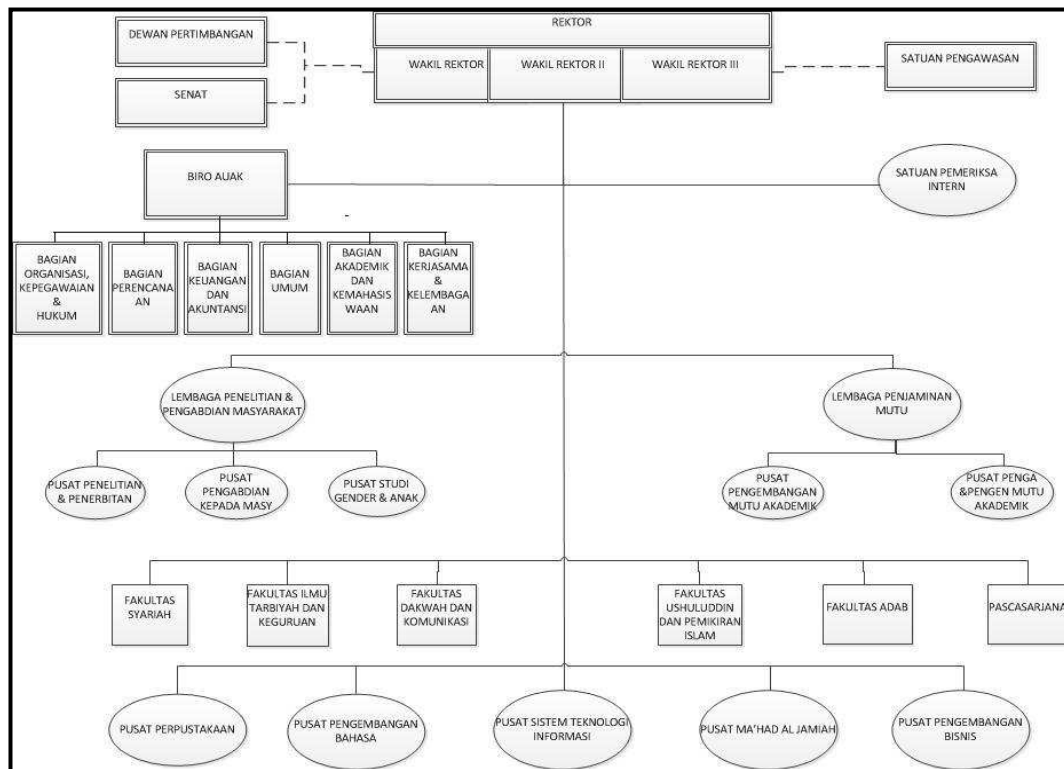 REKTOR
DEWAN PERTIMBANGAN
WAKIL REKTOR
WAKIL REKTOR II
WAKIL REKTOR III
SATUAN PENGAWASAN
SENAT
BIRO AUAK
SATUAN PEMERIKSA
INTERN
BAGIAN
ORGANISASI,
KEPEGAWAIAN
&
HUKUM
BAGIAN
PERENCANA
AN
BAGIAN
KEUANGAN
DAN
AKUNTANSI
BAGIAN
UMUM
BAGIAN
AKADEMIK
DAN
KEMAHASIS
WAAN
BAGIAN
KERJASAMA
&
KELEMBAGA
AN
LEMBAGA PENELITIAN &
PENGABDIAN MASYARAKAT
LEMBAGA PENJAMINAN
MUTU
PUSAT PENELITIAN
& PENERBITAN
PUSAT
PENGABDIAN
KEPADA MASY
PUSAT STUDI
GENDER & ANAK
PUSAT
PENGEMBANGAN
MUTU AKADEMIK
PUSAT PENGA
&PENGEN MUTU
AKADEMIK
FAKULTAS
SYARIAH
FAKULTAS ILMU
TARBIYAH DAN
KEGURUAN
FAKULTAS
DAKWAH DAN
KOMUNIKASI
FAKULTAS
USHULUDDIN
DAN PEMIKIRAN
ISLAM
FAKULTAS ADAB
PASCASARJANA
PUSAT PERPUSTAKAAN
PUSAT PENGEMBANGAN
BAHASA
PUSAT SISTEM TEKNOLOGI
INFORMASI
PUSAT MA'HAD AL JAMIAH
PUSAT PENGEMBANGAN
BISNIS